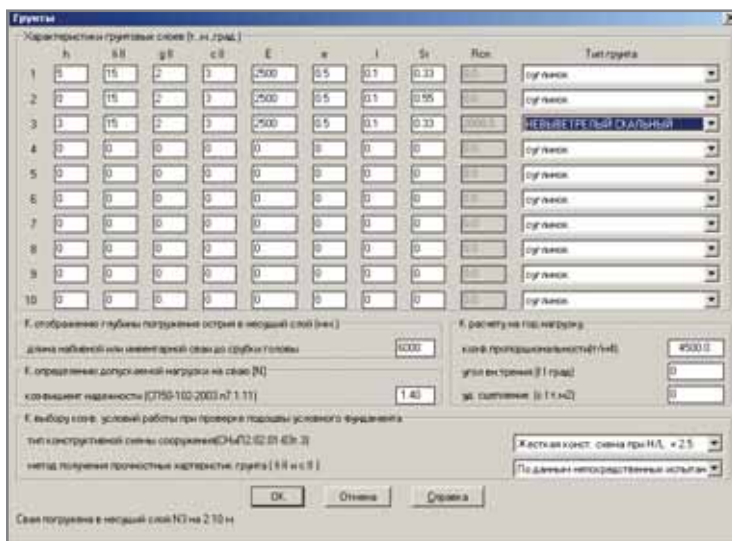 Грунты
Характеристики грунтовых слоев (т, м, град.)
h fi II g II c II E e I Sr Rcn Тип грунта
1 5 15 2 3 2500 0.5 0.1 0.33 суглинок
2 0 15 2 3 2500 0.5 0.1 0.55 суглинок
3 3 15 2 3 2500 0.5 0.1 0.33 НЕВЫВЕТРЕЛЫЙ СКАЛЬНЫЙ
4 0 0 0 0 0 0 0 0 суглинок
5 0 0 0 0 0 0 0 0 суглинок
6 0 0 0 0 0 0 0 0 суглинок
7 0 0 0 0 0 0 0 0 суглинок
8 0 0 0 0 0 0 0 0 суглинок
9 0 0 0 0 0 0 0 0 суглинок
10 0 0 0 0 0 0 0 0 суглинок
К отображению глубины погружения острия в несущий слой (мм)
длина набивной или инвентарной сваи до срубки головы 6000
К определению допускаемой нагрузки на сваю [N]
коэффициент надежности (СП50-102-2003 п7.1.11) 1.40
К расчету на гор.нагрузку
коэф.пропорциональности(т/м4) 4500.0
угол вн.трения (I град) 0
уд. сцепление (c I т.м2) 0
К выбору коэф. условий работы при проверке подошвы условного фундамента
тип конструктивной схемы сооружения(СНиП2.02.01-83т.3) Жесткая конст. схема при H/L < 2.5
метод получения прочностных характеристик грунта ( fi II и c II ) По данным непосредственных испытан
OK Отмена Справка
Свая погружена в несущий слой N3 на 2.10 м